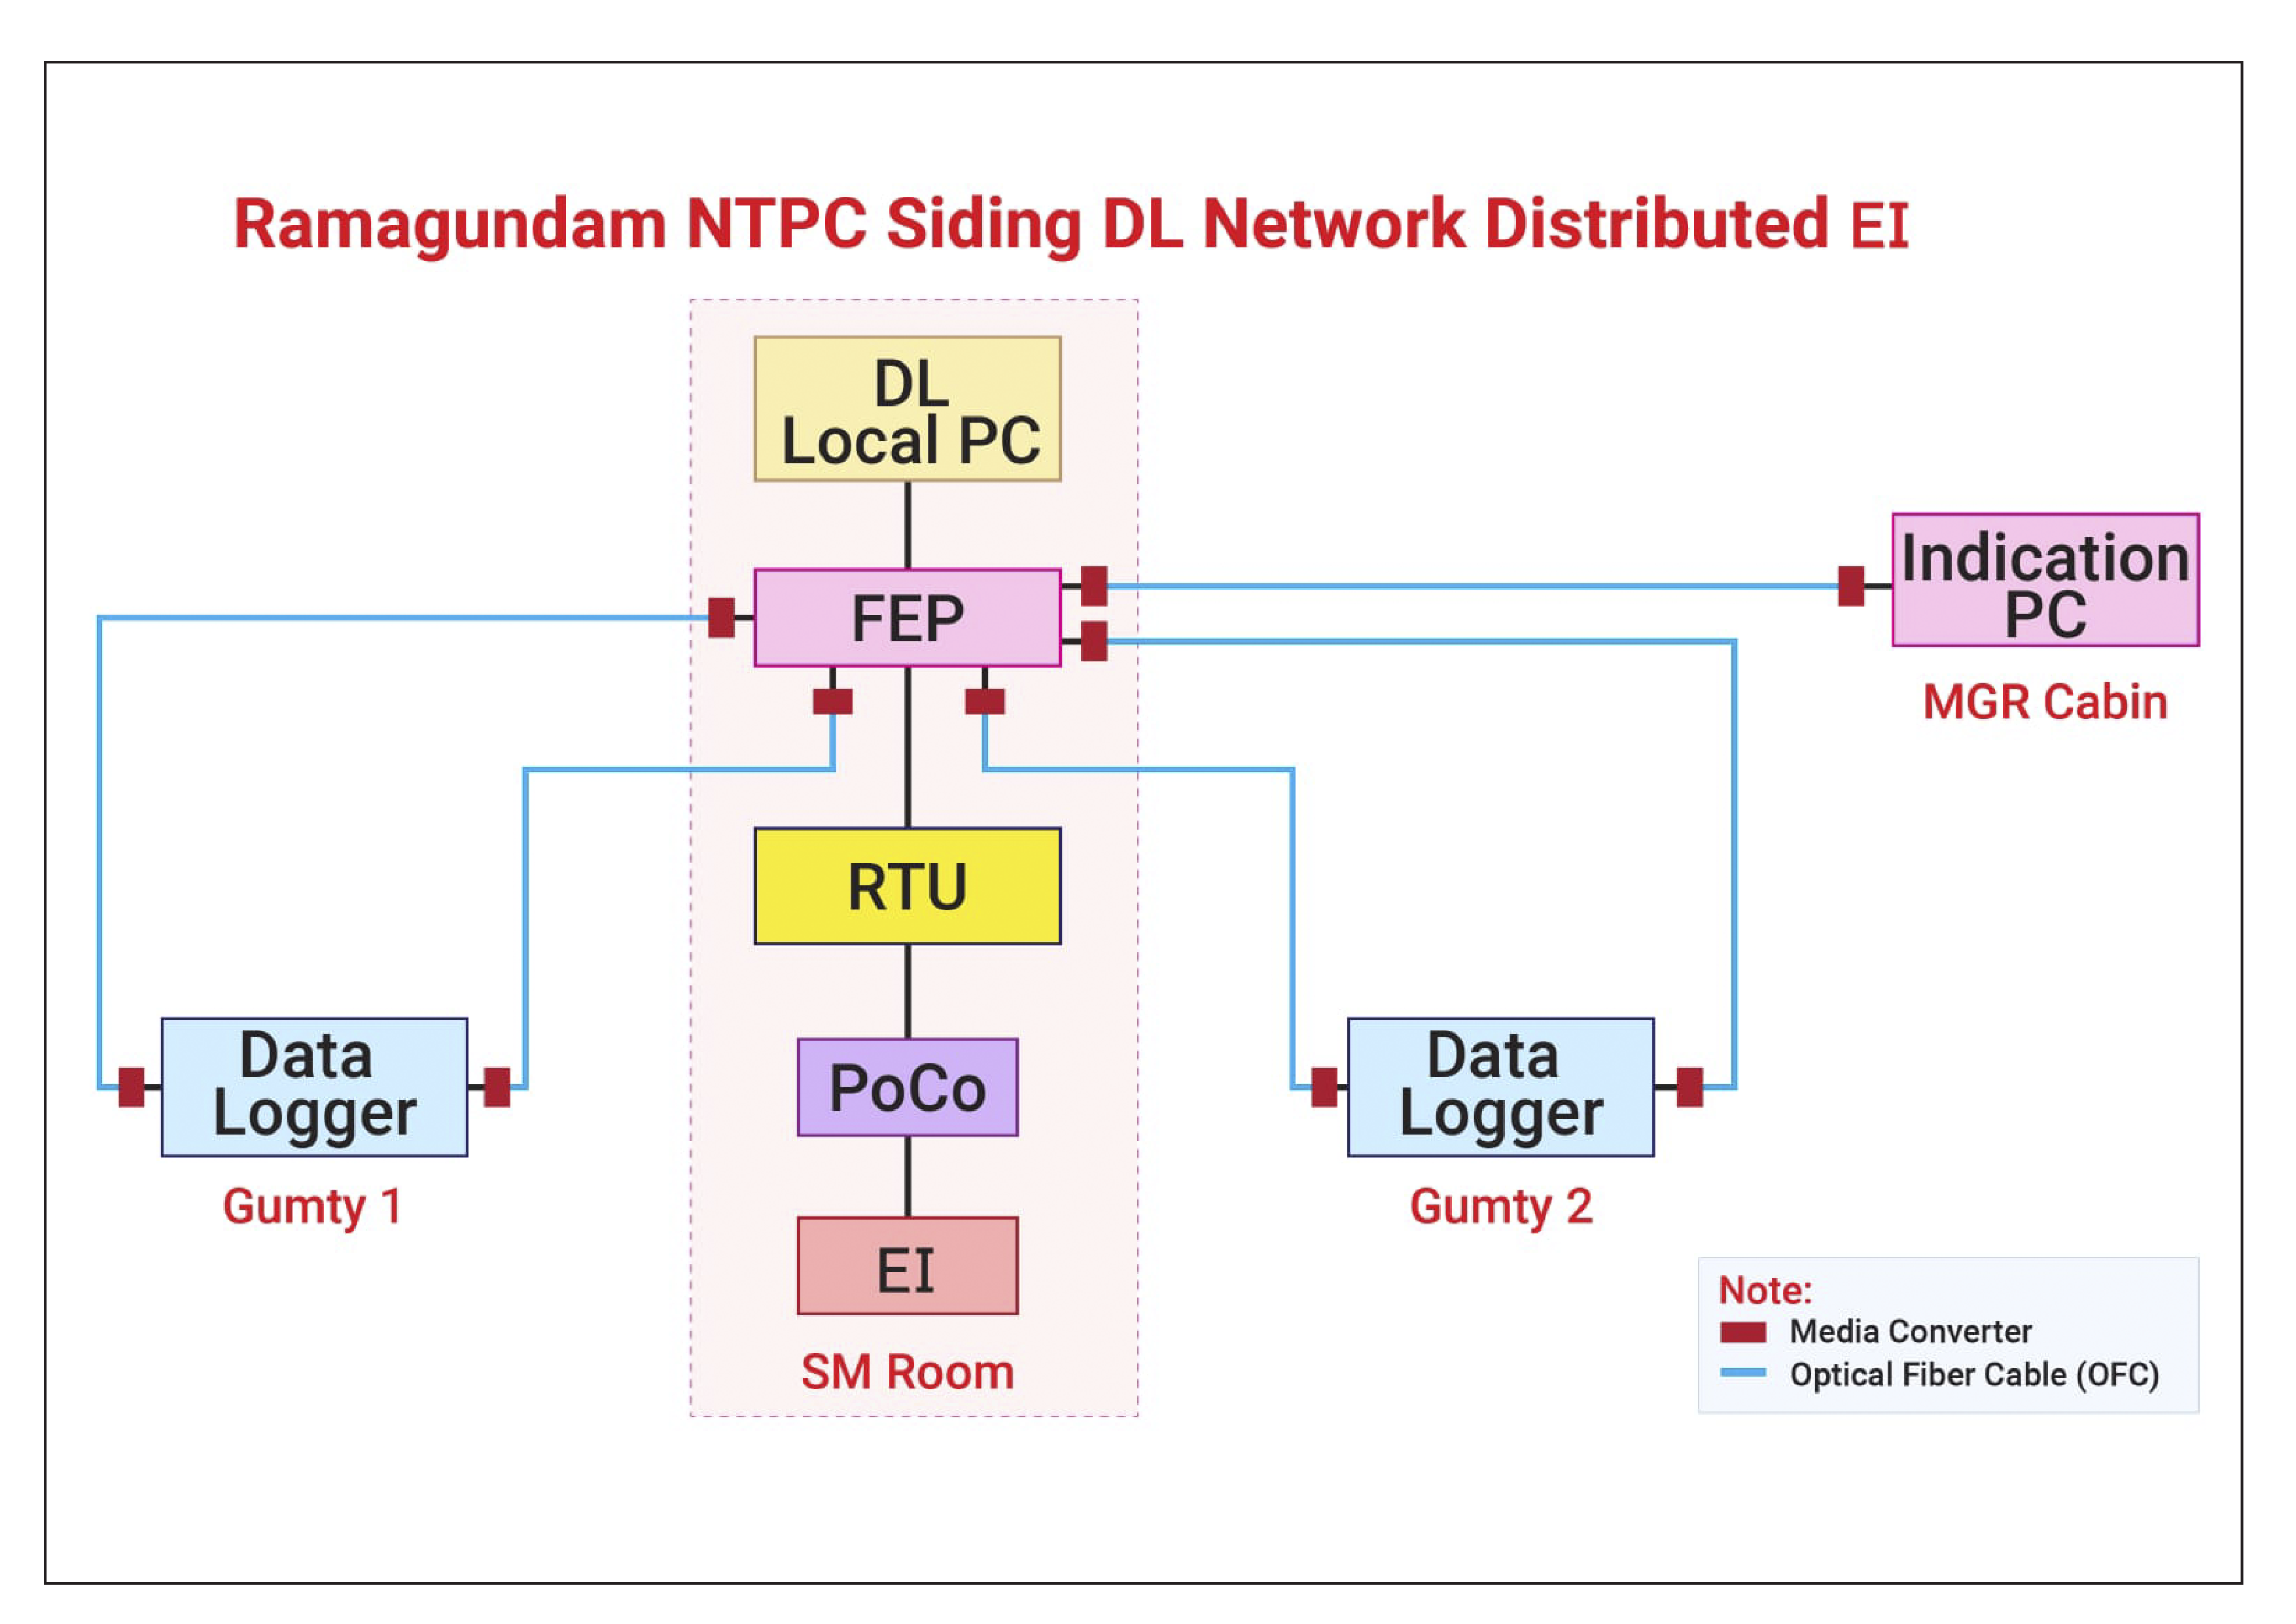 Ramagundam NTPC Siding DL Network Distributed EI
DL
Local PC
FEP
Indication
PC
MGR Cabin
RTU
Data
Logger
Gumty 1
PoCo
Data
Logger
Gumty 2
EI
SM Room
Note:
Media Converter
Optical Fiber Cable (OFC)